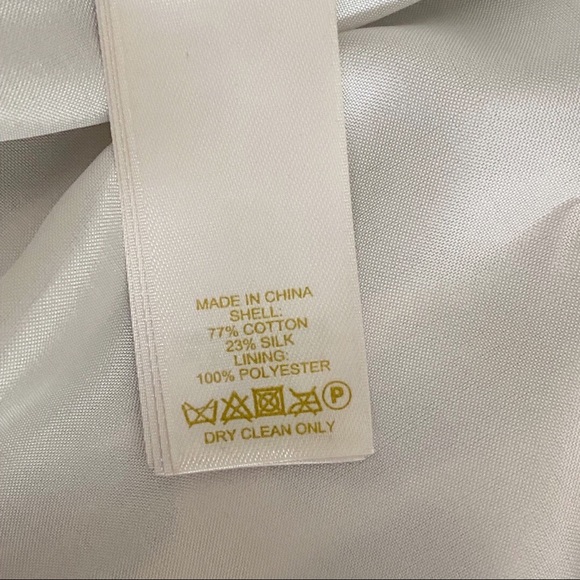 MADE IN CHINA
SHELL:
77% COTTON
23% SILK
LINING:
100% POLYESTER
P
DRY CLEAN ONLY